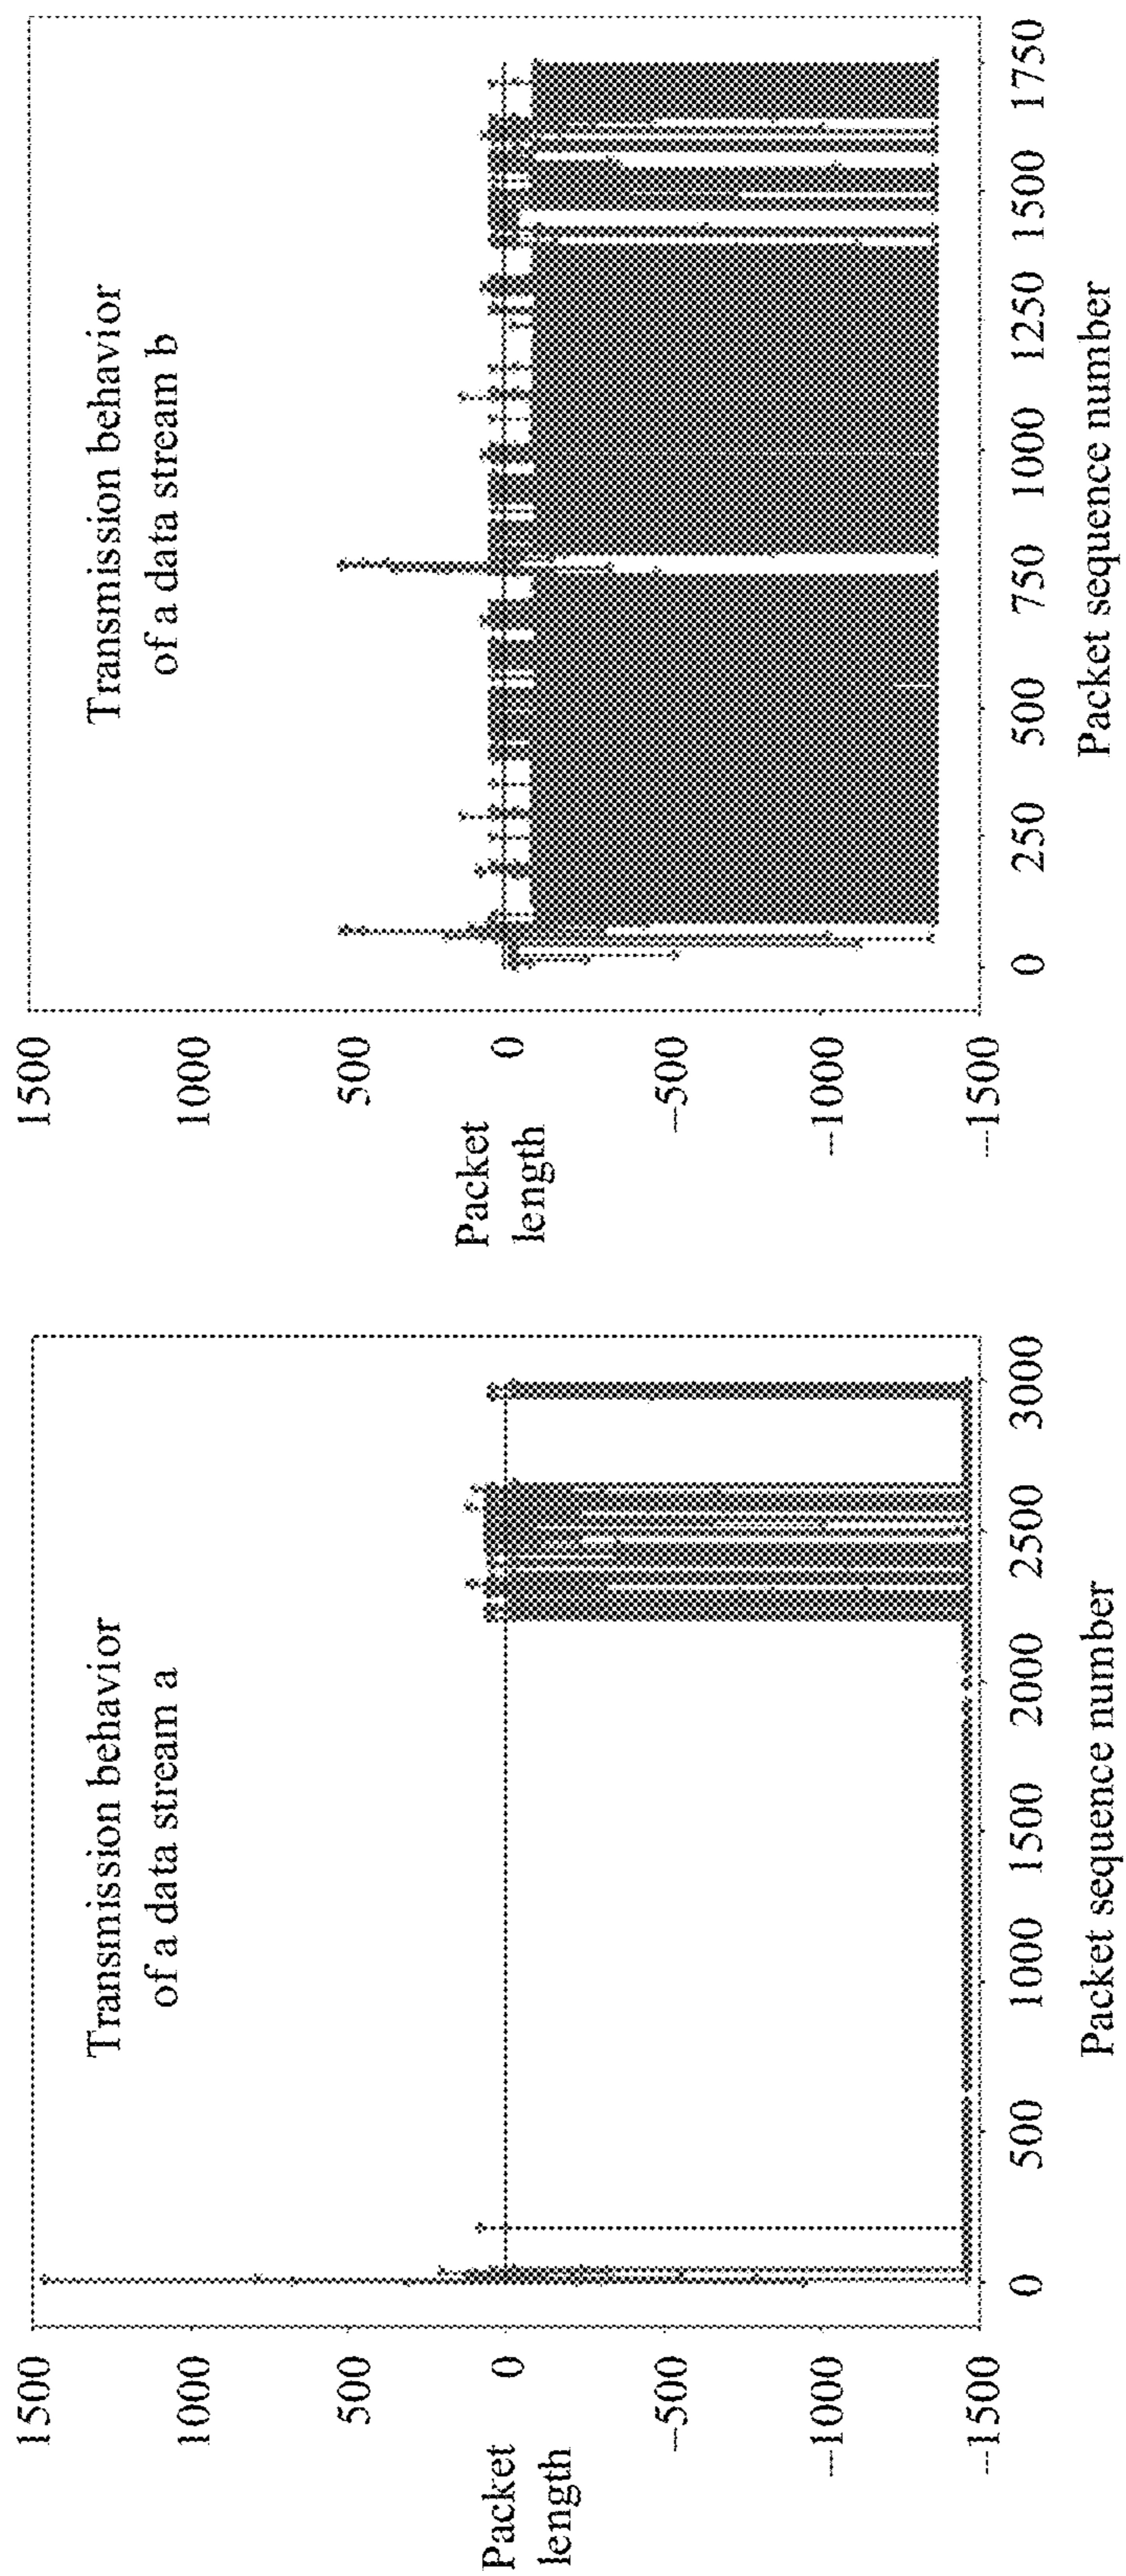 Transmission behavior
of a data stream a
1500
1000
500
0
-500
-1000
-1500
Packet
length
0
500
1000
1500
2000
2500
3000
Packet sequence number
Transmission behavior
of a data stream b
1500
1000
500
0
-500
-1000
-1500
Packet
length
0
250
500
750
1000
1250
1500
1750
Packet sequence number